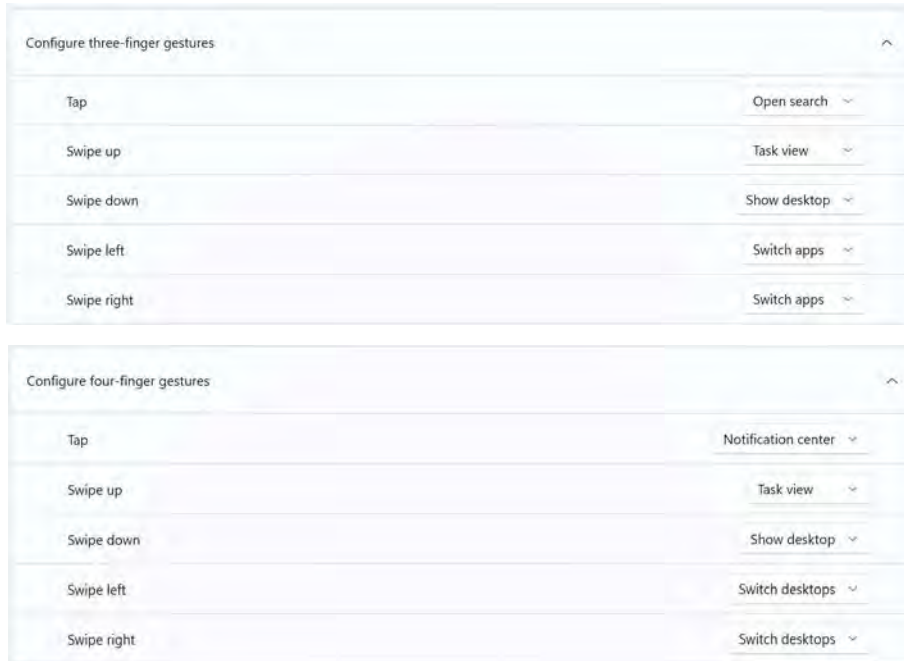 Configure three-finger gestures
Tap Open search
Swipe up Task view
Swipe down Show desktop
Swipe left Switch apps
Swipe right Switch apps
Configure four-finger gestures
Tap Notification center
Swipe up Task view
Swipe down Show desktop
Swipe left Switch desktops
Swipe right Switch desktops